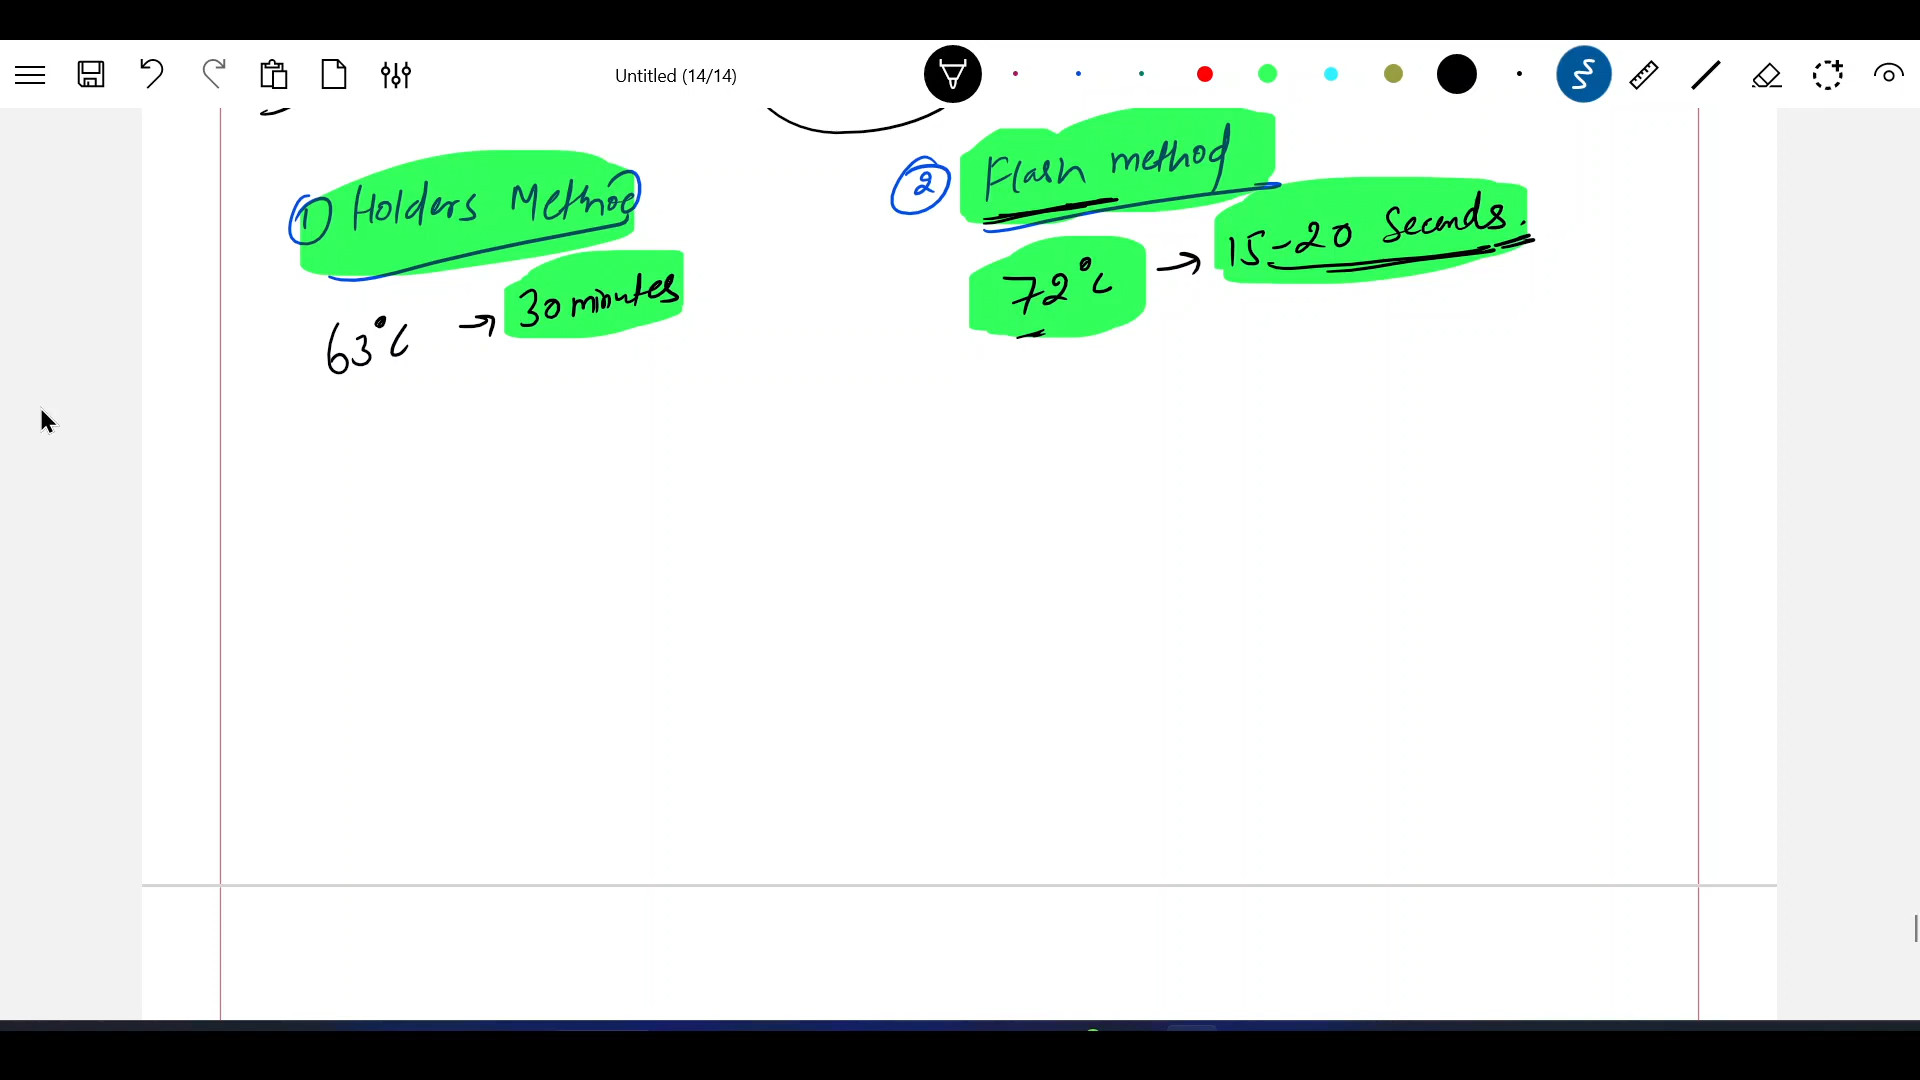 Untitled (14/14)
① Holders Method
63°C → 30 minutes
② Flash method
72°C → 15-20 Seconds.